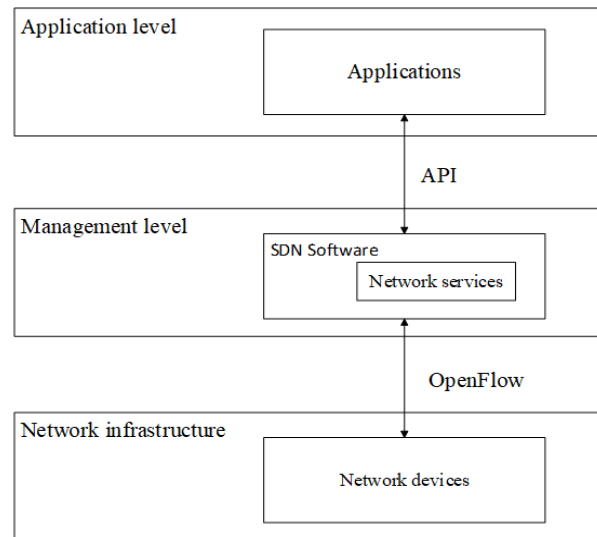 Application level
Applications
API
Management level
SDN Software
Network services
OpenFlow
Network infrastructure
Network devices